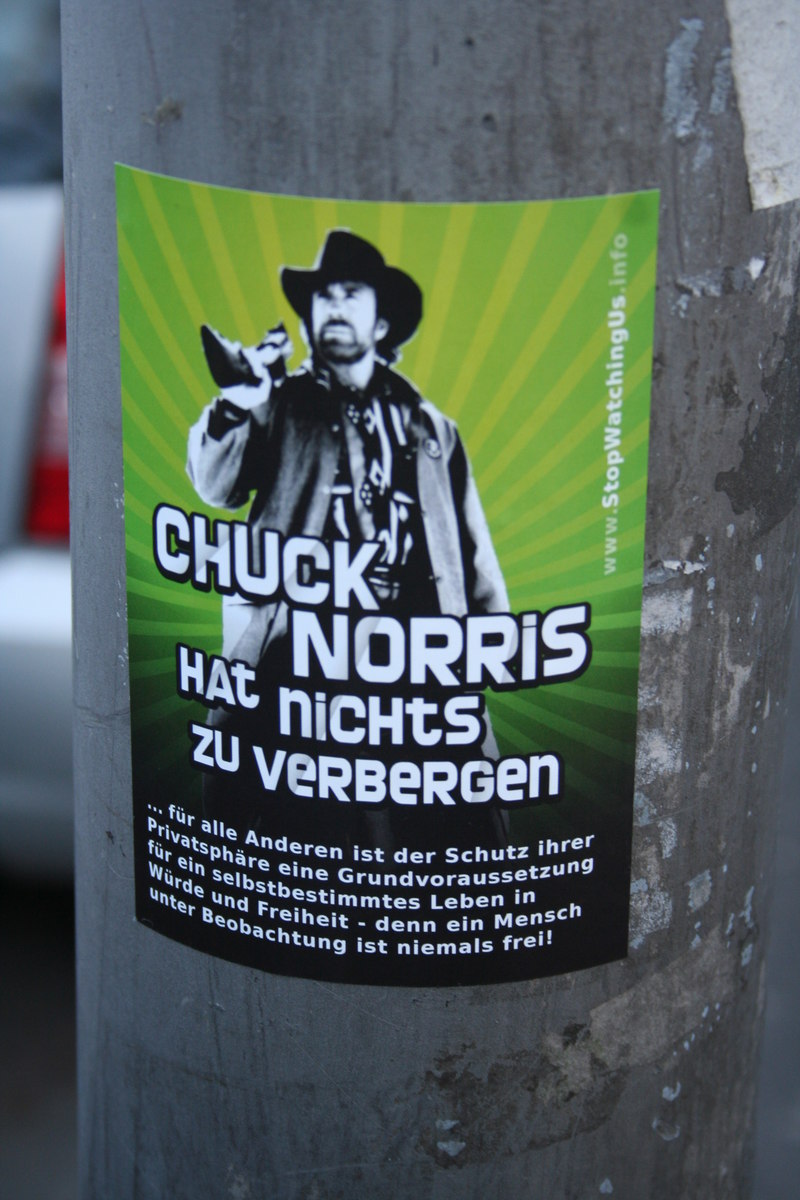 www.StopWatchingUs.info
CHUCK
NORRiS
HAt NiCHtS
ZU VERBERGEN
... für alle Anderen ist der Schutz ihrer
Privatsphäre eine Grundvoraussetzung
für ein selbstbestimmtes Leben in
Würde und Freiheit - denn ein Mensch
unter Beobachtung ist niemals frei!